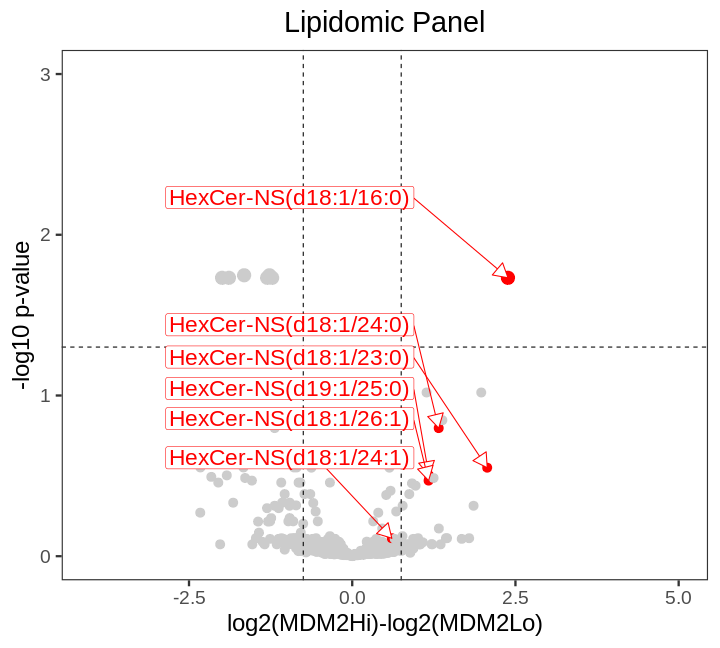 Lipidomic Panel
3
HexCer-NS(d18:1/16:0)
2
HexCer-NS(d18:1/24:0)
HexCer-NS(d18:1/23:0)
HexCer-NS(d19:1/25:0)
1
HexCer-NS(d18:1/26:1)
HexCer-NS(d18:1/24:1)
0
-log10 p-value
-2.5 0.0 2.5 5.0
log2(MDM2Hi)-log2(MDM2Lo)